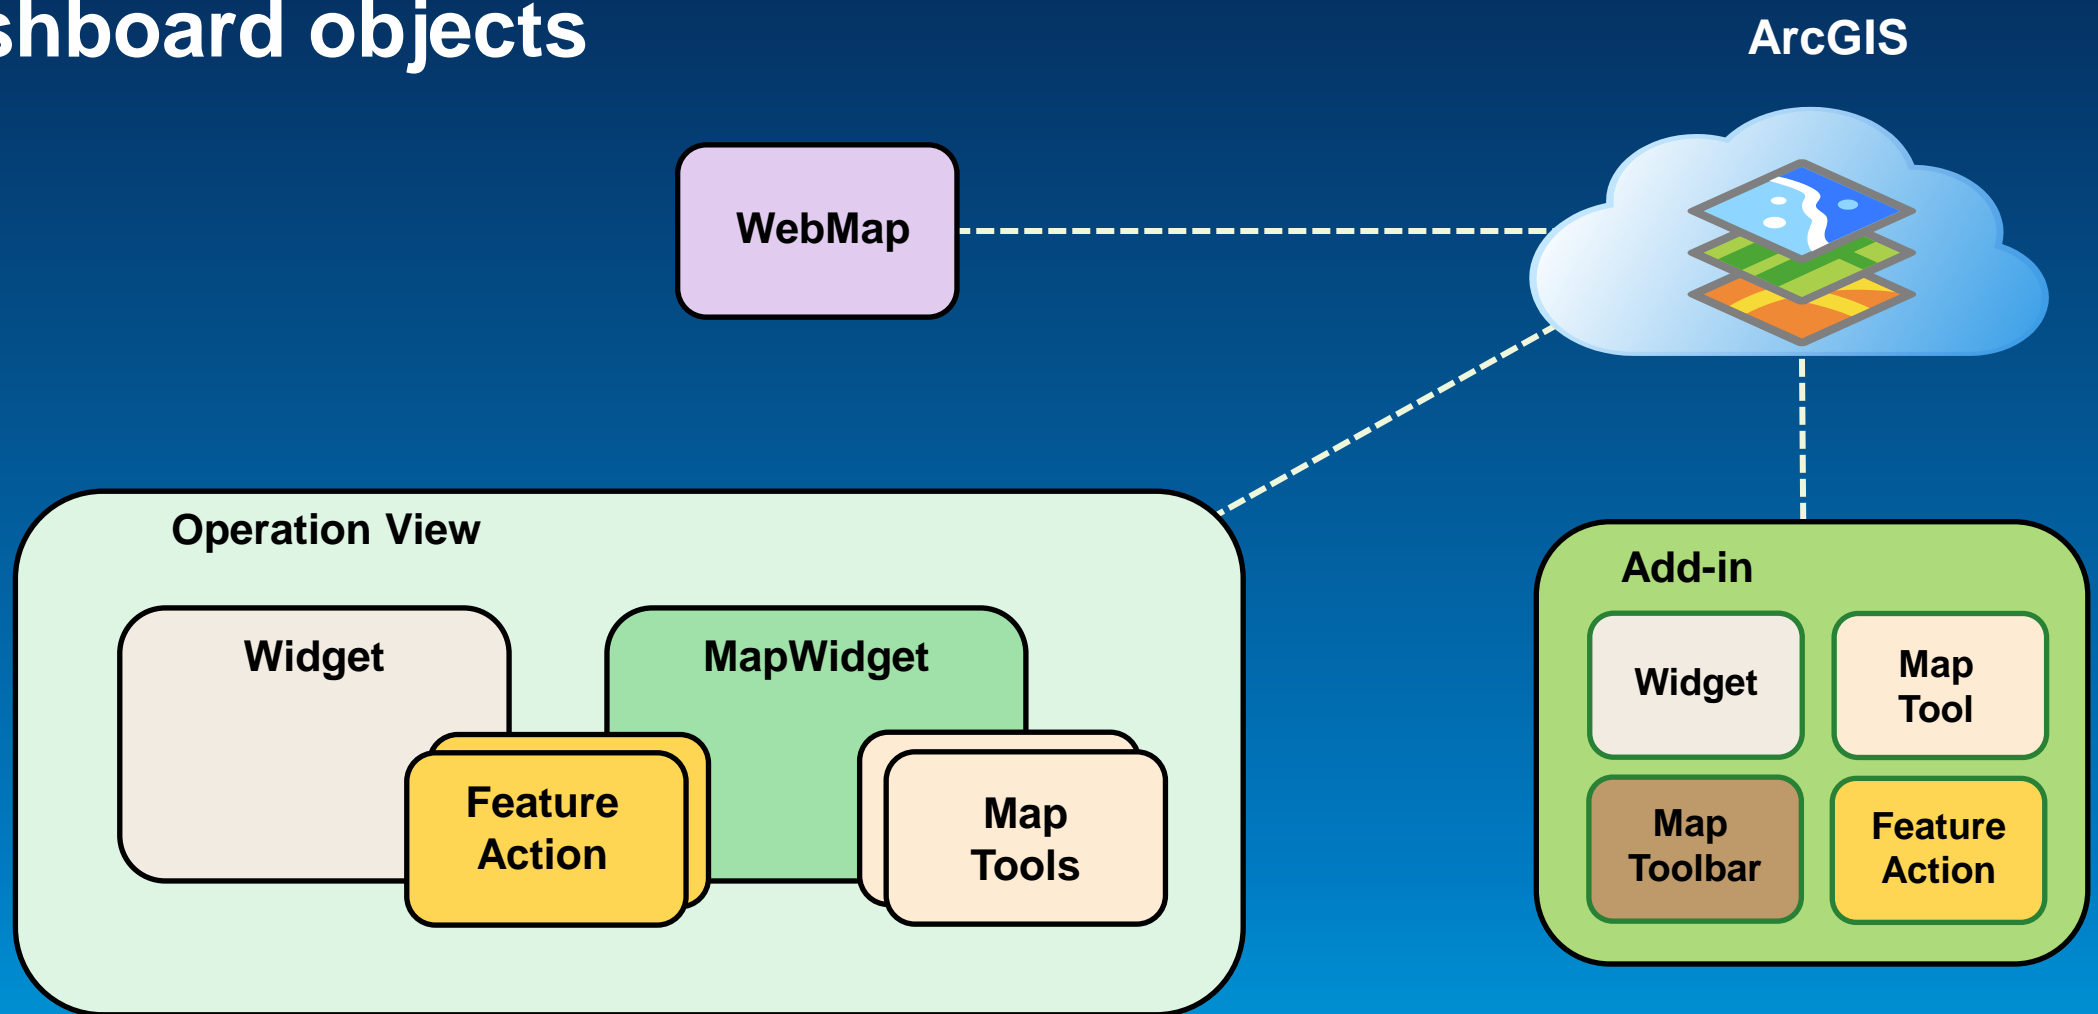 shboard objects
ArcGIS
WebMap
Operation View
Widget
MapWidget
Feature
Action
Map
Tools
Add-in
Widget
Map
Tool
Map
Toolbar
Feature
Action